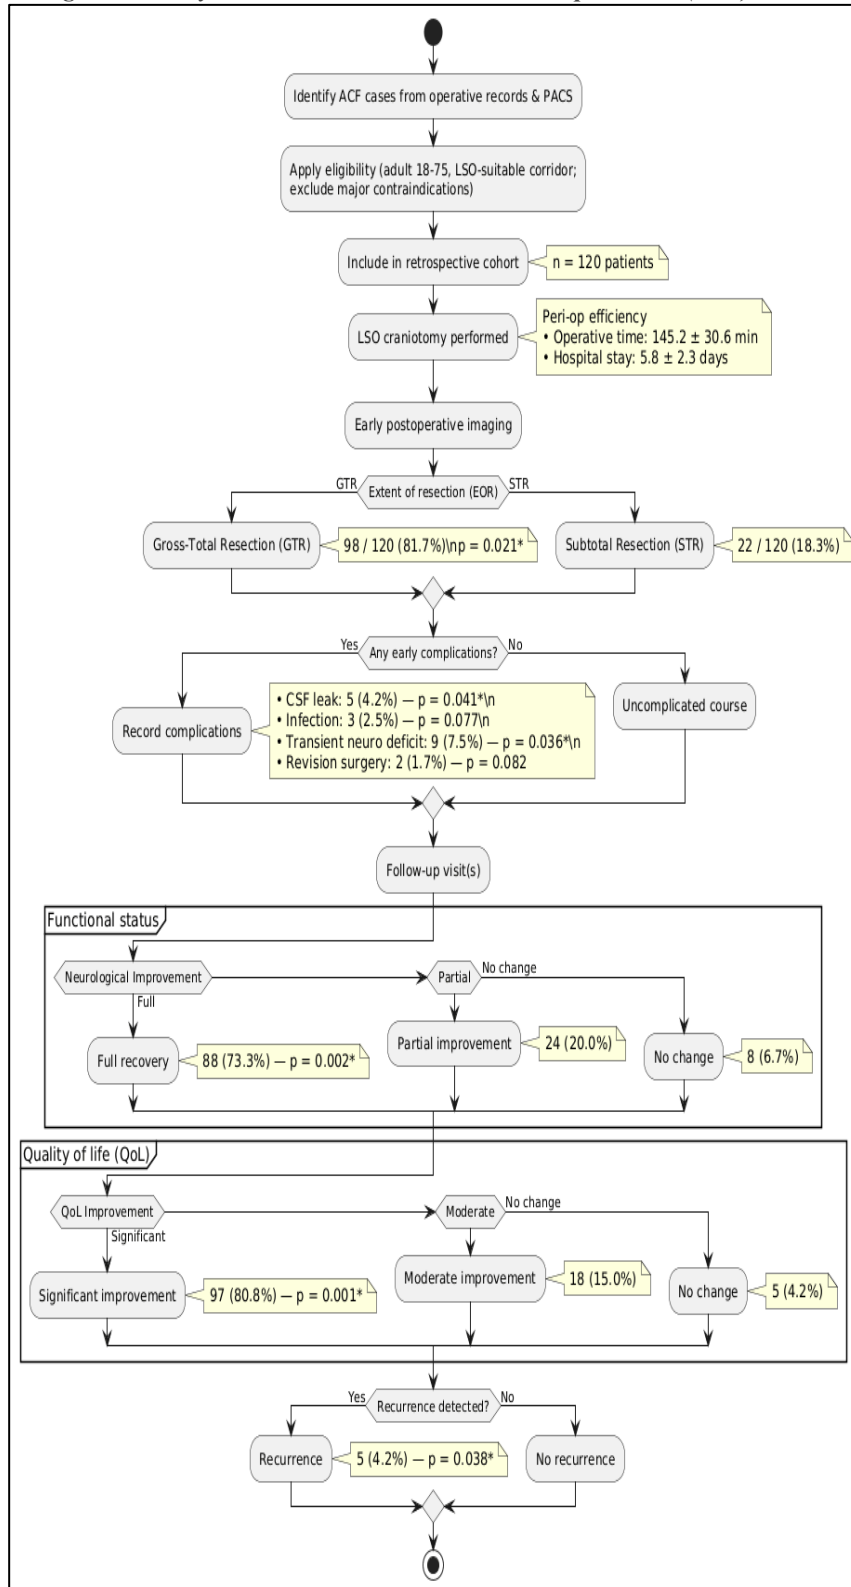 Identify ACF cases from operative records & PACS
Apply eligibility (adult 18-75, LSO-suitable corridor;
exclude major contraindications)
Include in retrospective cohort
n = 120 patients
LSO craniotomy performed
Peri-op efficiency
• Operative time: 145.2 ± 30.6 min
• Hospital stay: 5.8 ± 2.3 days
Early postoperative imaging
GTR
Extent of resection (EOR)
STR
Gross-Total Resection (GTR)
98 / 120 (81.7%)\np = 0.021*
Subtotal Resection (STR)
22 / 120 (18.3%)
Yes
Any early complications?
No
Record complications
• CSF leak: 5 (4.2%) — p = 0.041*\n
• Infection: 3 (2.5%) — p = 0.077\n
• Transient neuro deficit: 9 (7.5%) — p = 0.036*\n
• Revision surgery: 2 (1.7%) — p = 0.082
Uncomplicated course
Follow-up visit(s)
Functional status
Neurological Improvement
Full
Partial
No change
Full recovery
88 (73.3%) — p = 0.002*
Partial improvement
24 (20.0%)
No change
8 (6.7%)
Quality of life (QoL)
QoL Improvement
Significant
Moderate
No change
Significant improvement
97 (80.8%) — p = 0.001*
Moderate improvement
18 (15.0%)
No change
5 (4.2%)
Yes
Recurrence detected?
No
Recurrence
5 (4.2%) — p = 0.038*
No recurrence